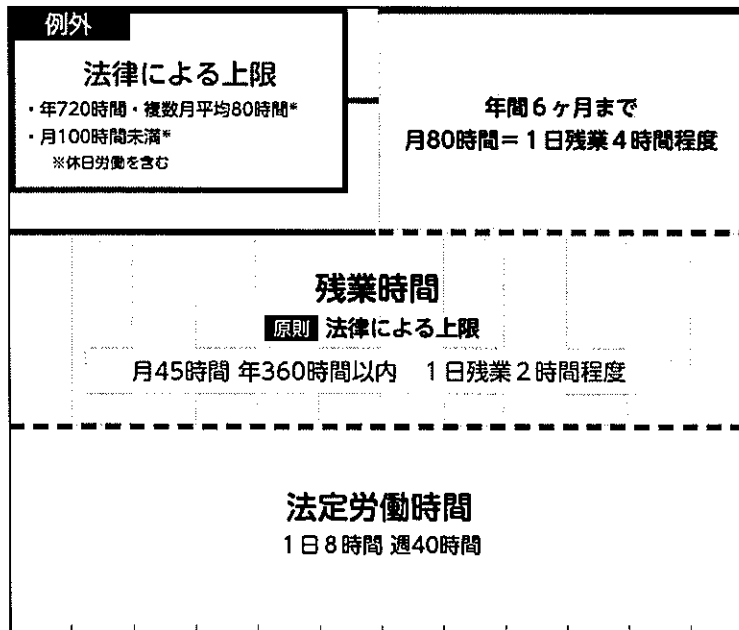 例外
法律による上限
・年720時間・複数月平均80時間*
・月100時間未満*
※休日労働を含む
年間6ヶ月まで
月80時間=1日残業4時間程度
残業時間
原則 法律による上限
月45時間 年360時間以内 1日残業2時間程度
法定労働時間
1日8時間 週40時間